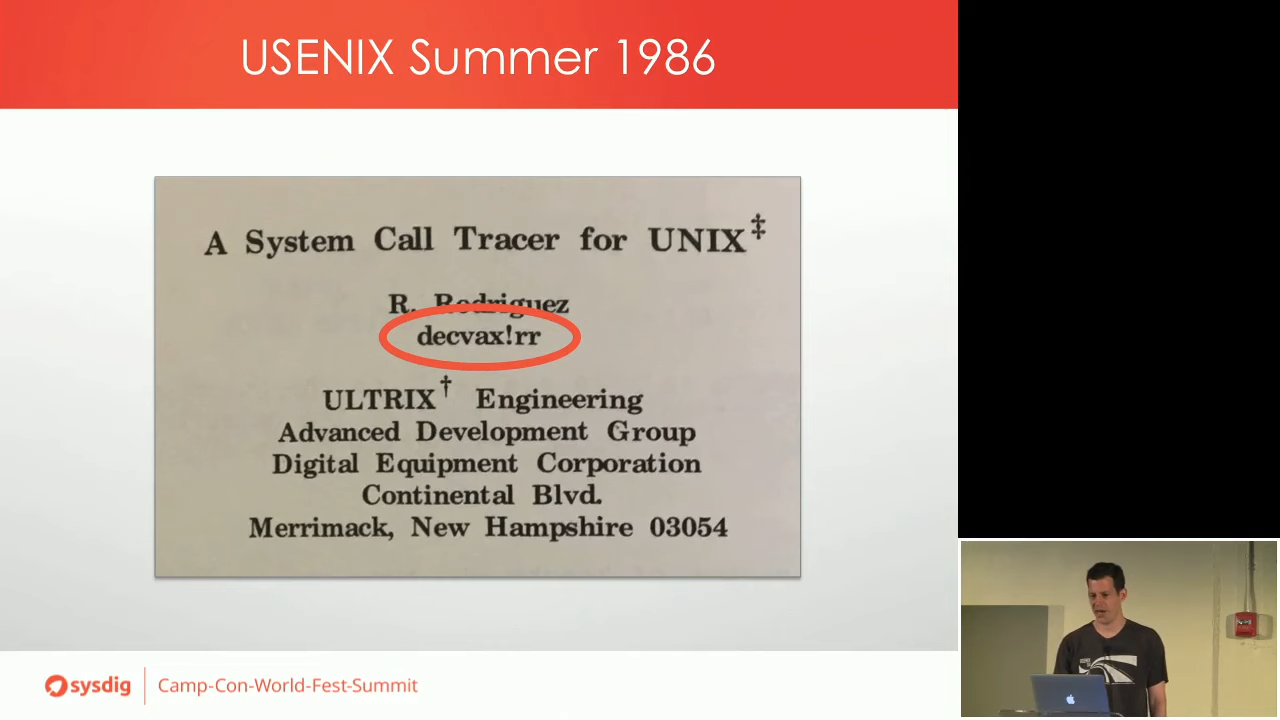 USENIX Summer 1986
A System Call Tracer for UNIX‡
R. Rodriguez
decvax!rr
ULTRIX† Engineering
Advanced Development Group
Digital Equipment Corporation
Continental Blvd.
Merrimack, New Hampshire 03054
sysdig
Camp-Con-World-Fest-Summit